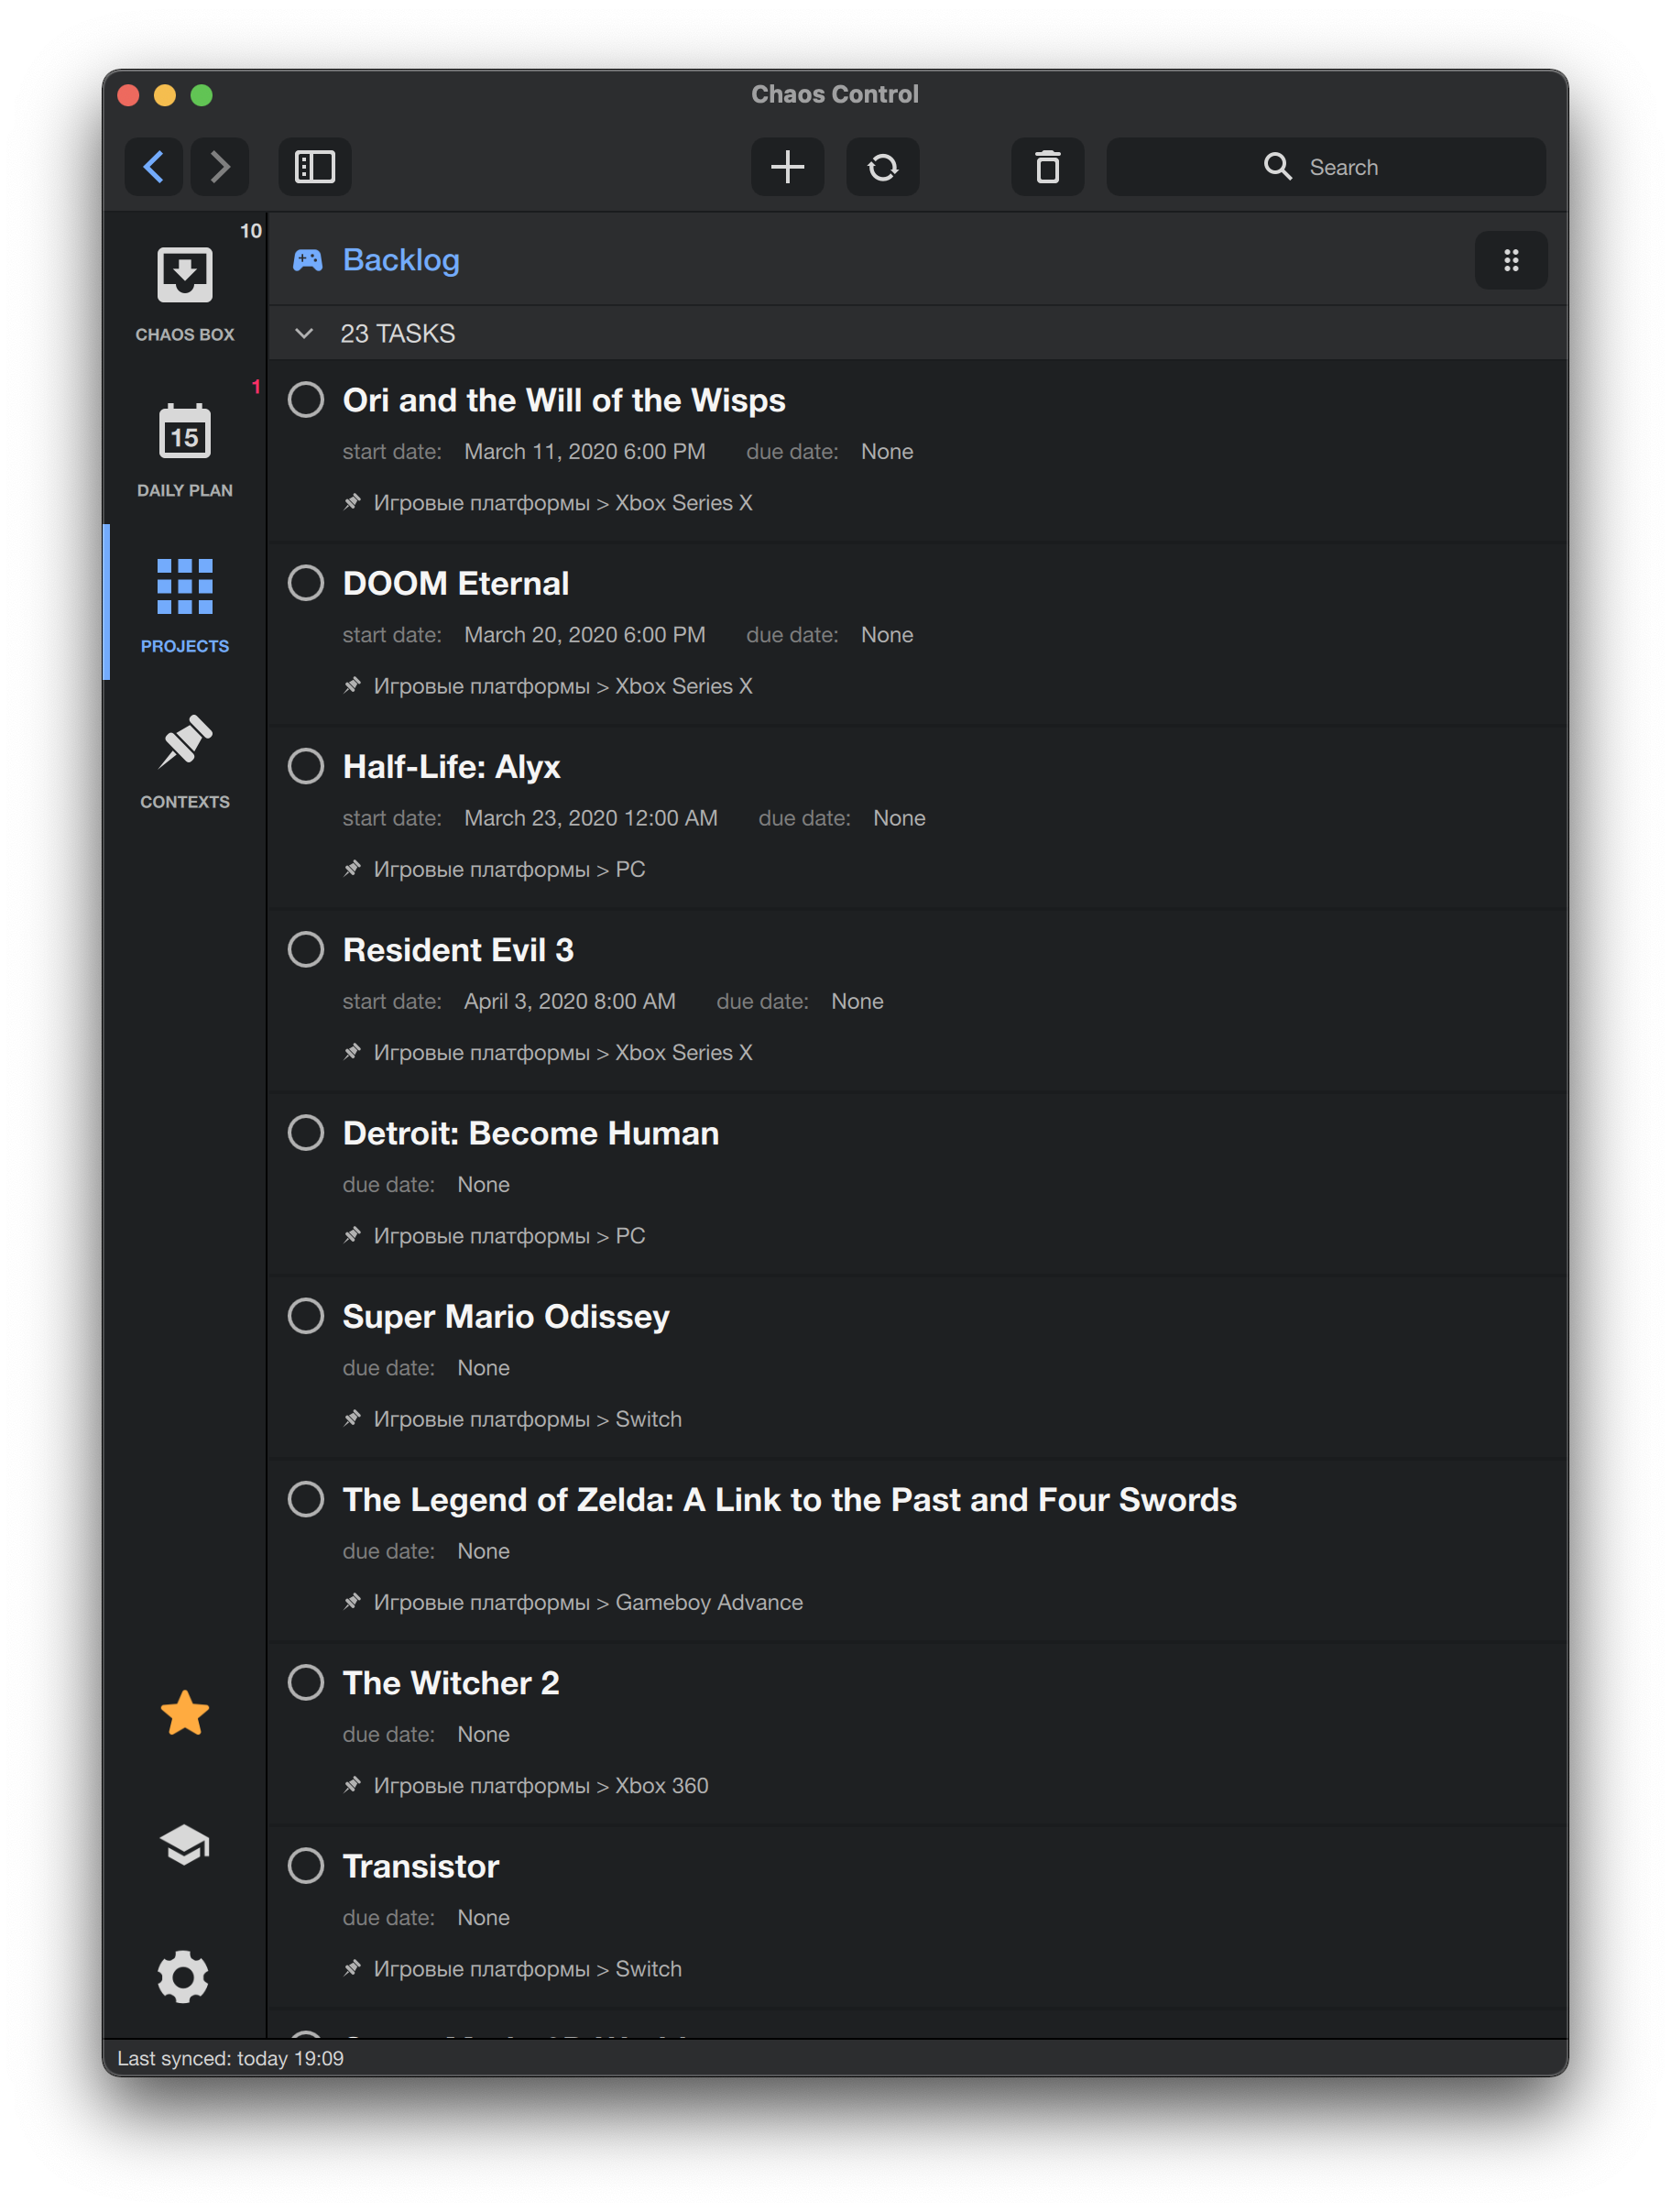 Chaos Control
Search
10
CHAOS BOX
1
15
DAILY PLAN
PROJECTS
CONTEXTS
Backlog
23 TASKS
Ori and the Will of the Wisps
start date: March 11, 2020 6:00 PM due date: None
Игровые платформы > Xbox Series X
DOOM Eternal
start date: March 20, 2020 6:00 PM due date: None
Игровые платформы > Xbox Series X
Half-Life: Alyx
start date: March 23, 2020 12:00 AM due date: None
Игровые платформы > PC
Resident Evil 3
start date: April 3, 2020 8:00 AM due date: None
Игровые платформы > Xbox Series X
Detroit: Become Human
due date: None
Игровые платформы > PC
Super Mario Odissey
due date: None
Игровые платформы > Switch
The Legend of Zelda: A Link to the Past and Four Swords
due date: None
Игровые платформы > Gameboy Advance
The Witcher 2
due date: None
Игровые платформы > Xbox 360
Transistor
due date: None
Игровые платформы > Switch
Last synced: today 19:09